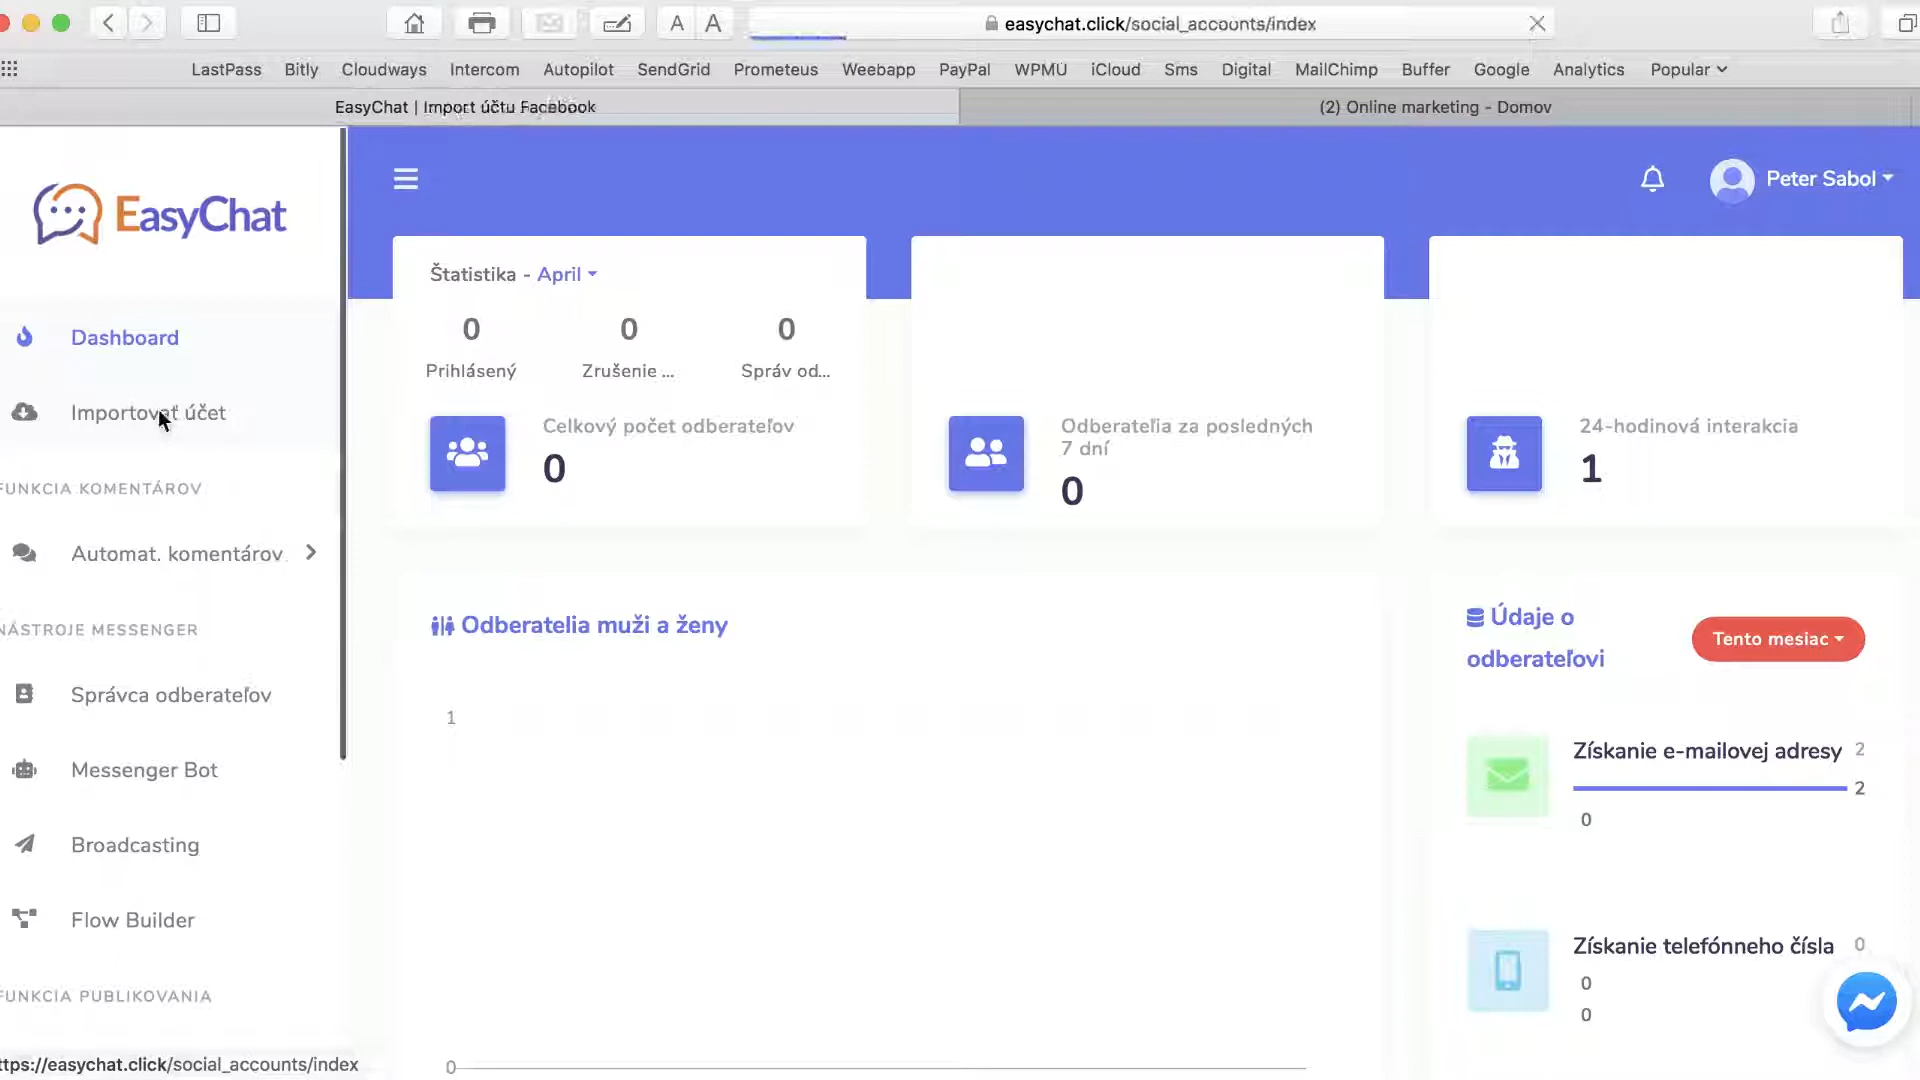 A A
easychat.click/social_accounts/index
LastPass Bitly Cloudways Intercom Autopilot SendGrid Prometeus Weebapp PayPal WPMU iCloud Sms Digital MailChimp Buffer Google Analytics Popular
EasyChat | Import účtu Facebook
(2) Online marketing - Domov
EasyChat
Peter Sabol
Štatistika - April
0 0 0
Prihlásený Zrušenie ... Správ od...
Celkový počet odberateľov
0
Odberatelia za posledných
7 dní
0
24-hodinová interakcia
1
Dashboard
Importovať účet
FUNKCIA KOMENTÁROV
Automat. komentárov
NÁSTROJE MESSENGER
Správca odberateľov
Messenger Bot
Broadcasting
Flow Builder
FUNKCIA PUBLIKOVANIA
Odberatelia muži a ženy
1
0
Údaje o
odberateľovi
Tento mesiac
Získanie e-mailovej adresy 2
2
0
Získanie telefónneho čísla 0
0
0
ttps://easychat.click/social_accounts/index